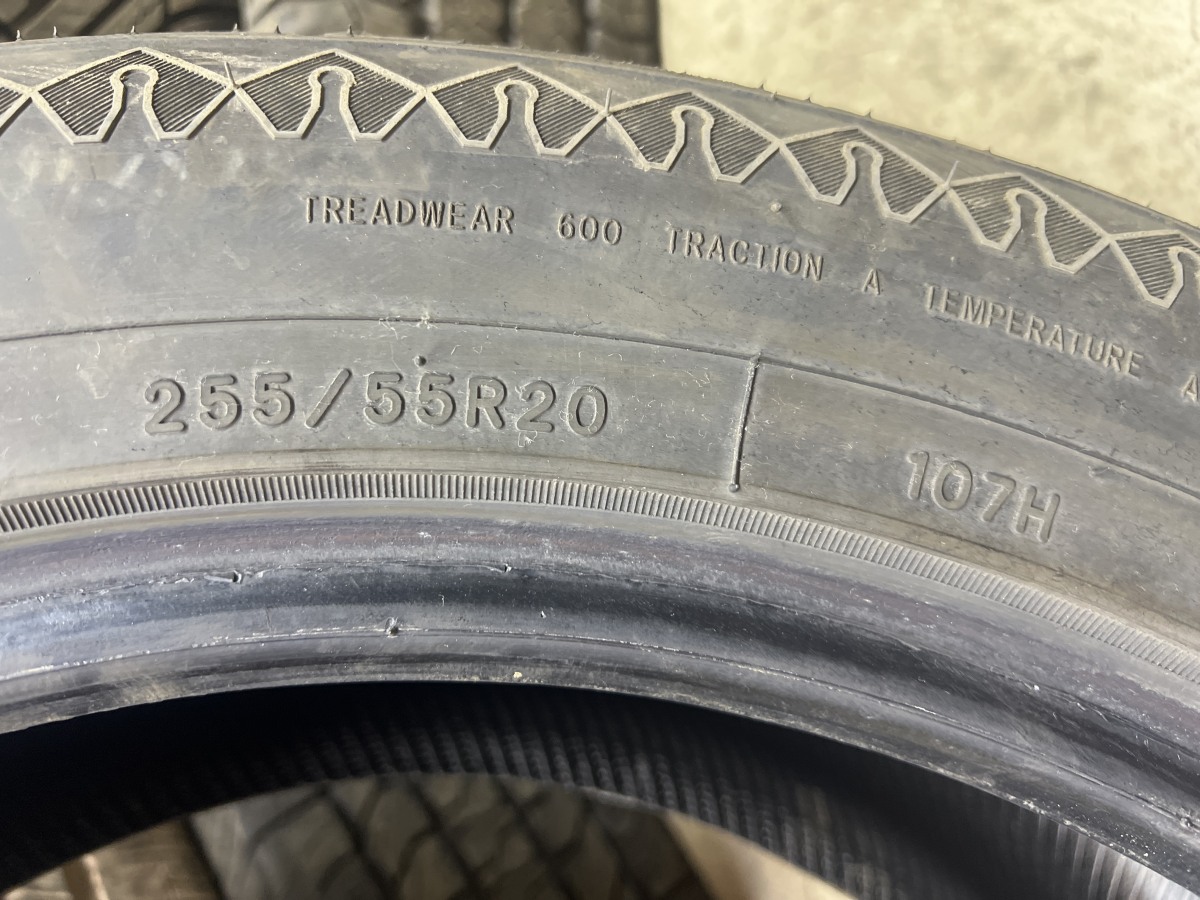 TREADWEAR 600 TRACTION A TEMPERATURE A
255/55R20 107H